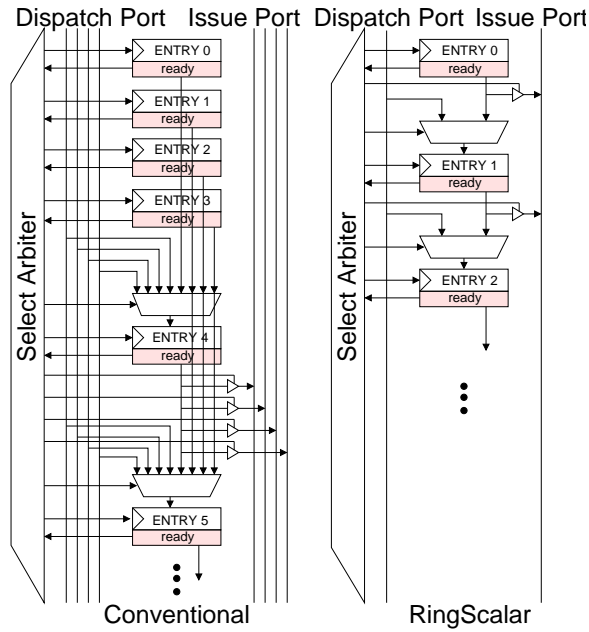 Dispatch Port
Issue Port
Select Arbiter
ENTRY 0
ready
ENTRY 1
ready
ENTRY 2
ready
ENTRY 3
ready
ENTRY 4
ready
ENTRY 5
ready
Conventional
Dispatch Port
Issue Port
Select Arbiter
ENTRY 0
ready
ENTRY 1
ready
ENTRY 2
ready
RingScalar